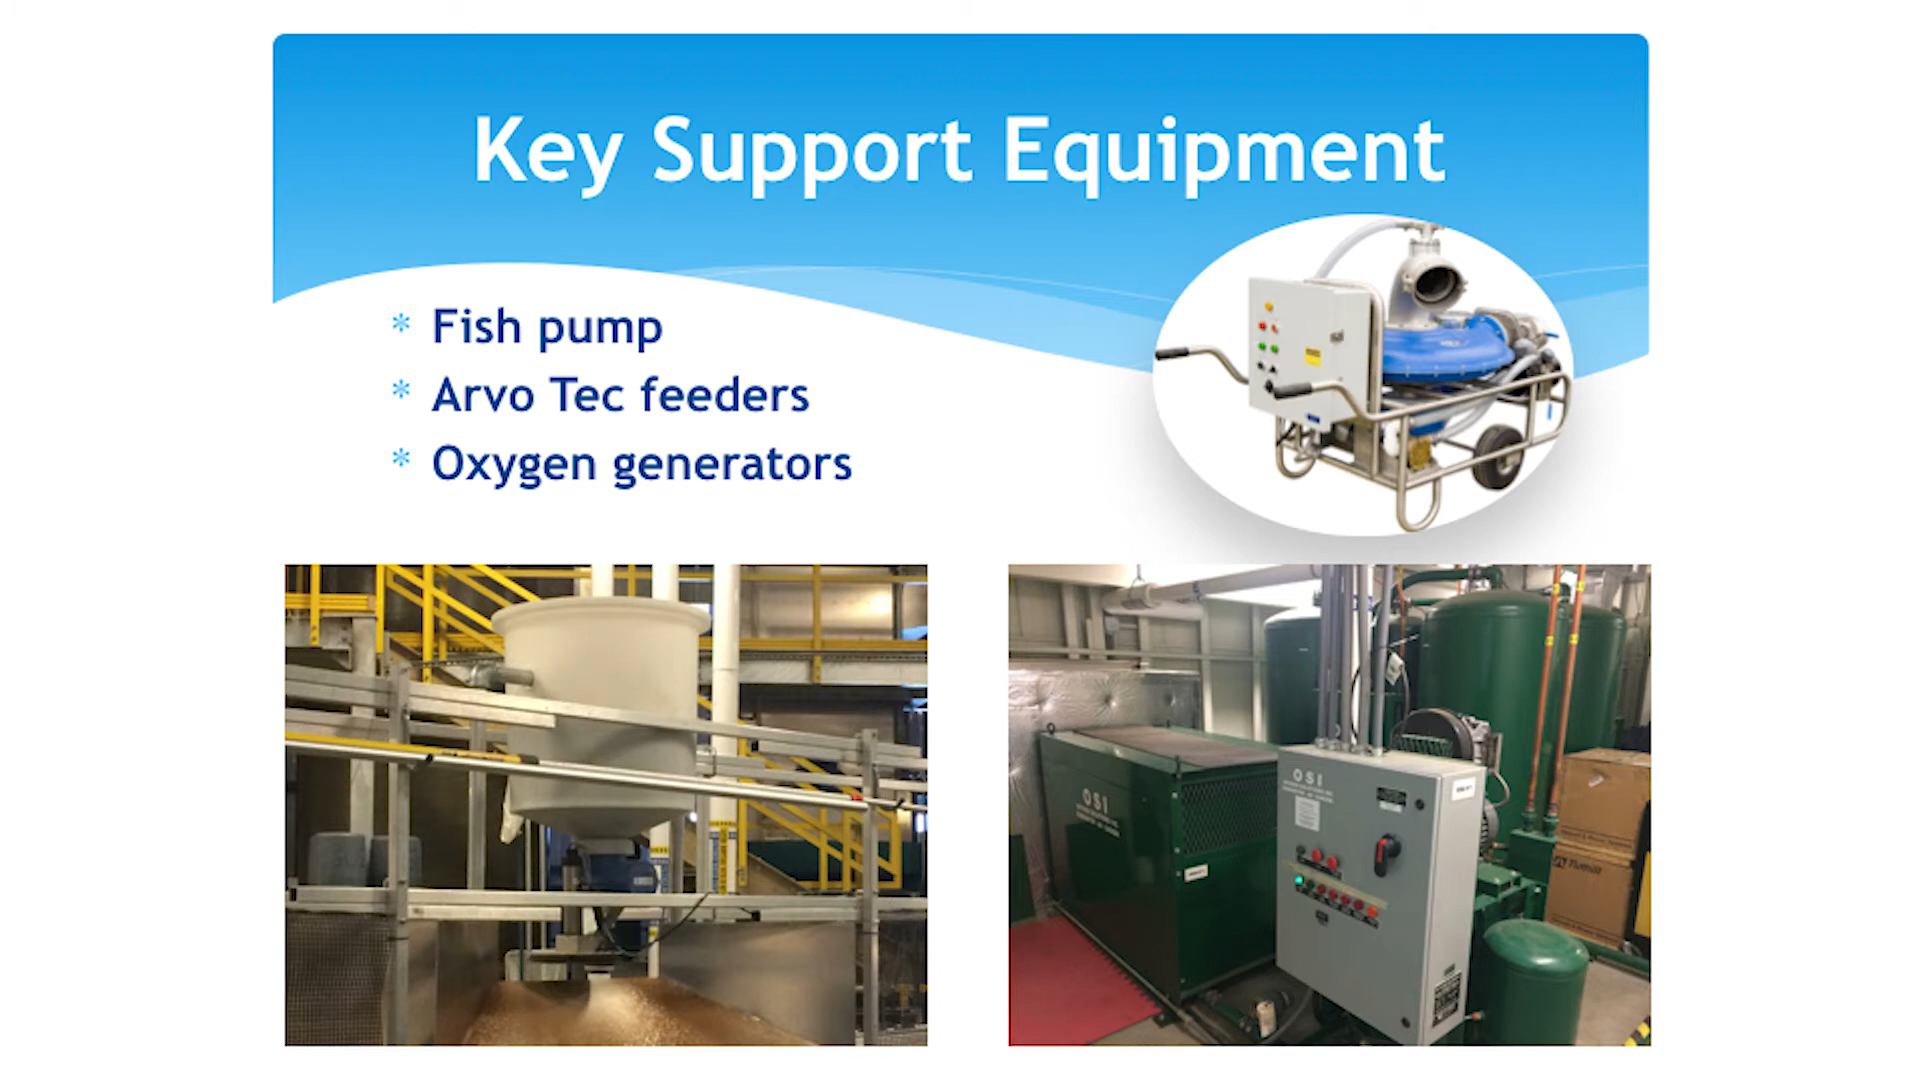 Key Support Equipment
* Fish pump
* Arvo Tec feeders
* Oxygen generators
OSI
OSI